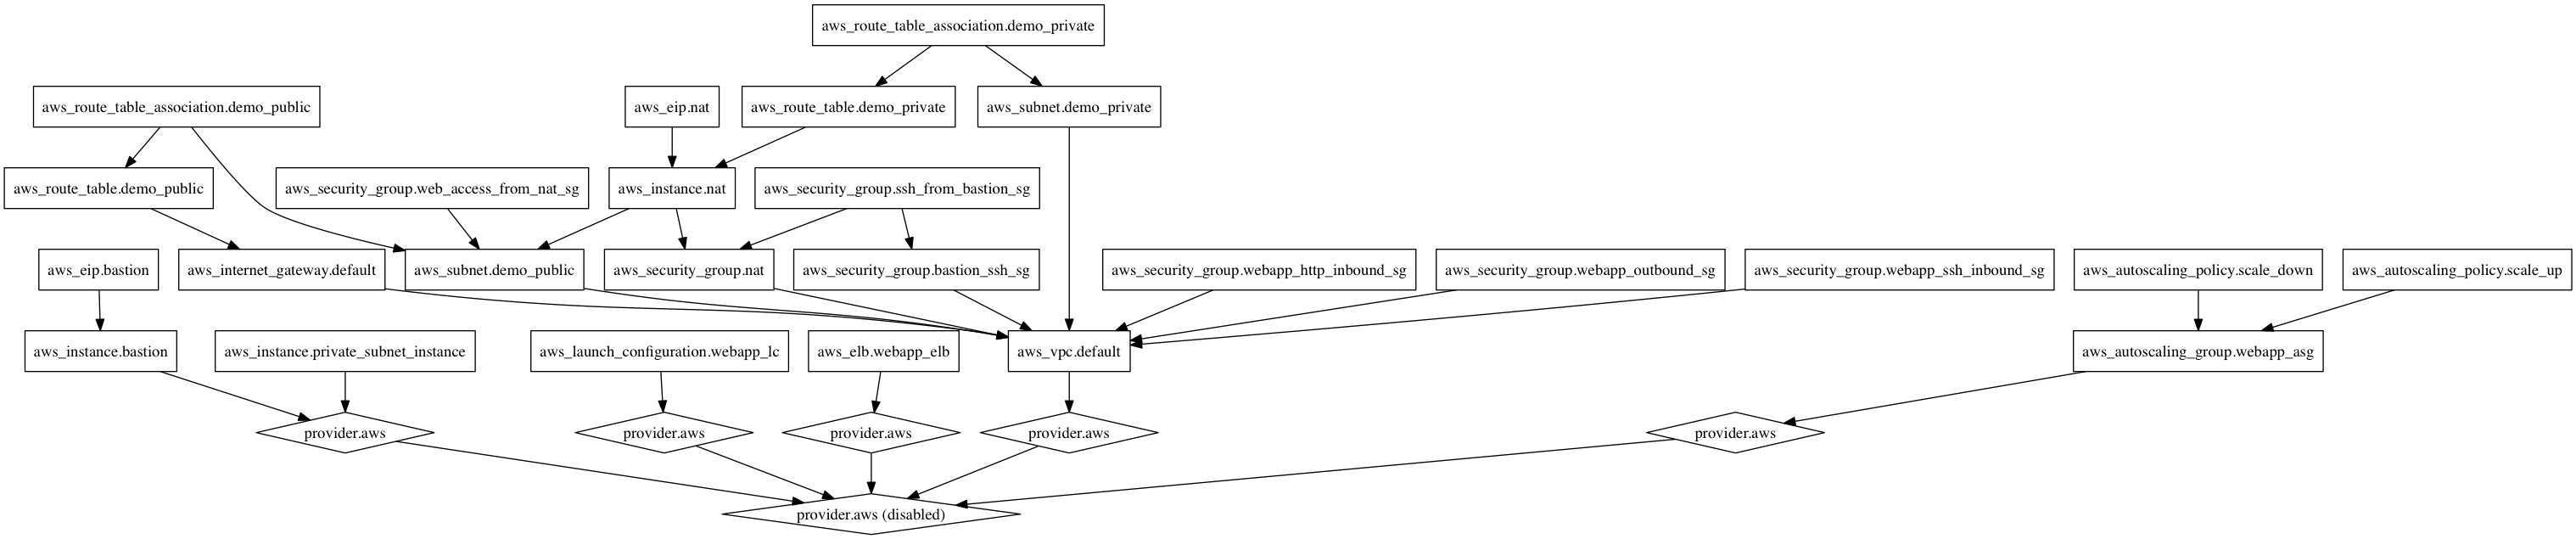 aws_route_table_association.demo_private
aws_route_table_association.demo_public
aws_eip.nat
aws_route_table.demo_private
aws_subnet.demo_private
aws_route_table.demo_public
aws_security_group.web_access_from_nat_sg
aws_instance.nat
aws_security_group.ssh_from_bastion_sg
aws_eip.bastion
aws_internet_gateway.default
aws_subnet.demo_public
aws_security_group.nat
aws_security_group.bastion_ssh_sg
aws_security_group.webapp_http_inbound_sg
aws_security_group.webapp_outbound_sg
aws_security_group.webapp_ssh_inbound_sg
aws_autoscaling_policy.scale_down
aws_autoscaling_policy.scale_up
aws_instance.bastion
aws_instance.private_subnet_instance
aws_launch_configuration.webapp_lc
aws_elb.webapp_elb
aws_vpc.default
aws_autoscaling_group.webapp_asg
provider.aws
provider.aws
provider.aws
provider.aws
provider.aws
provider.aws (disabled)